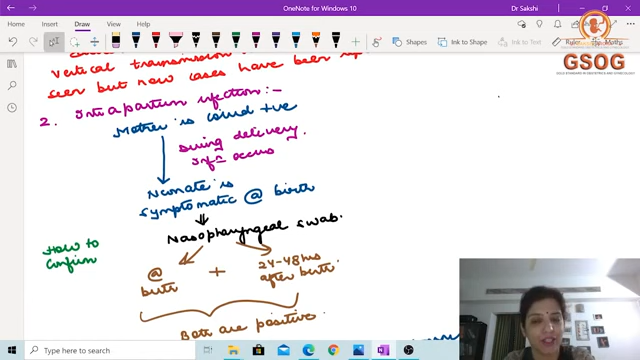 OneNote for Windows 10
Dr Sakshi
Home Insert Draw View Help
Shapes Ink to Shape Ink to Text Maths
GSOG
vertical transmission
seen but now cases have been
2. Intrapartum infection:-
Mother is covid +ve
During delivery
Infn occurs
Neonate is
symptomatic @ birth
Nasopharyngeal swab.
How to
confirm
@
birth
+
24-48 hrs
after birth.
Both are positive.
Type here to search